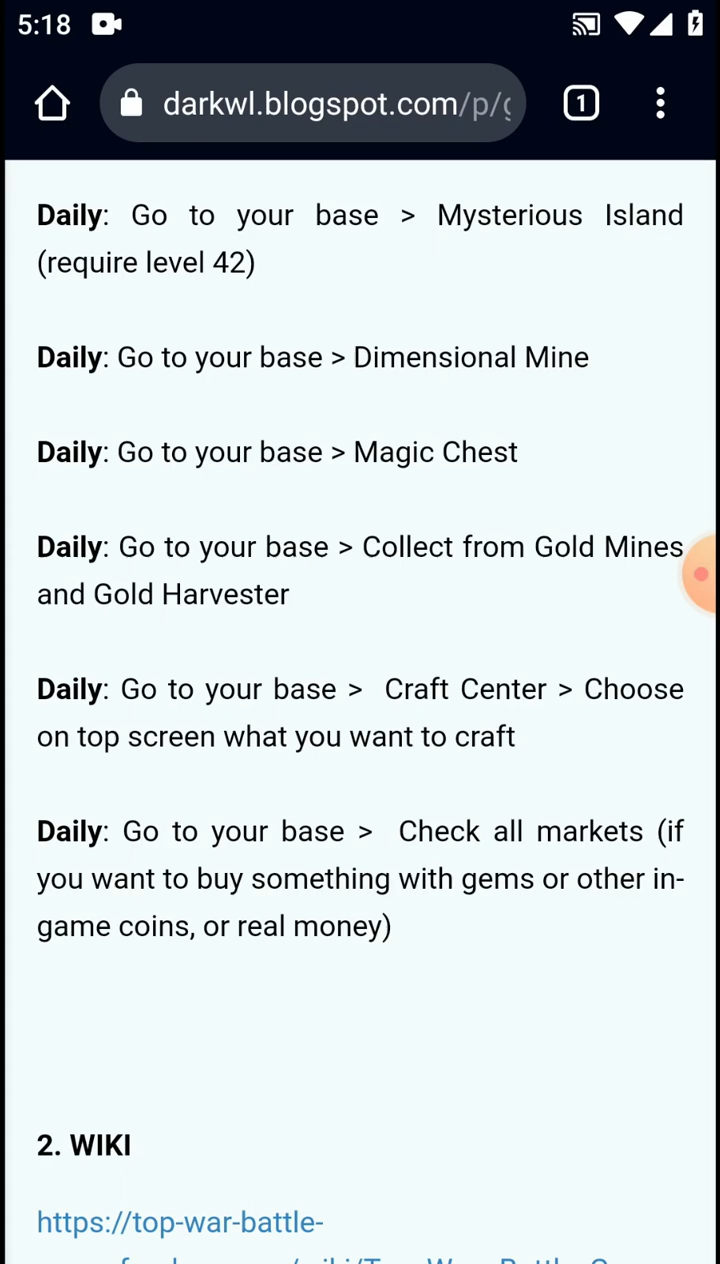 5:18
darkwl.blogspot.com/p/
1
Daily: Go to your base > Mysterious Island
(require level 42)
Daily: Go to your base > Dimensional Mine
Daily: Go to your base > Magic Chest
Daily: Go to your base > Collect from Gold Mines
and Gold Harvester
Daily: Go to your base > Craft Center > Choose
on top screen what you want to craft
Daily: Go to your base > Check all markets (if
you want to buy something with gems or other in-
game coins, or real money)
2. WIKI
https://top-war-battle-